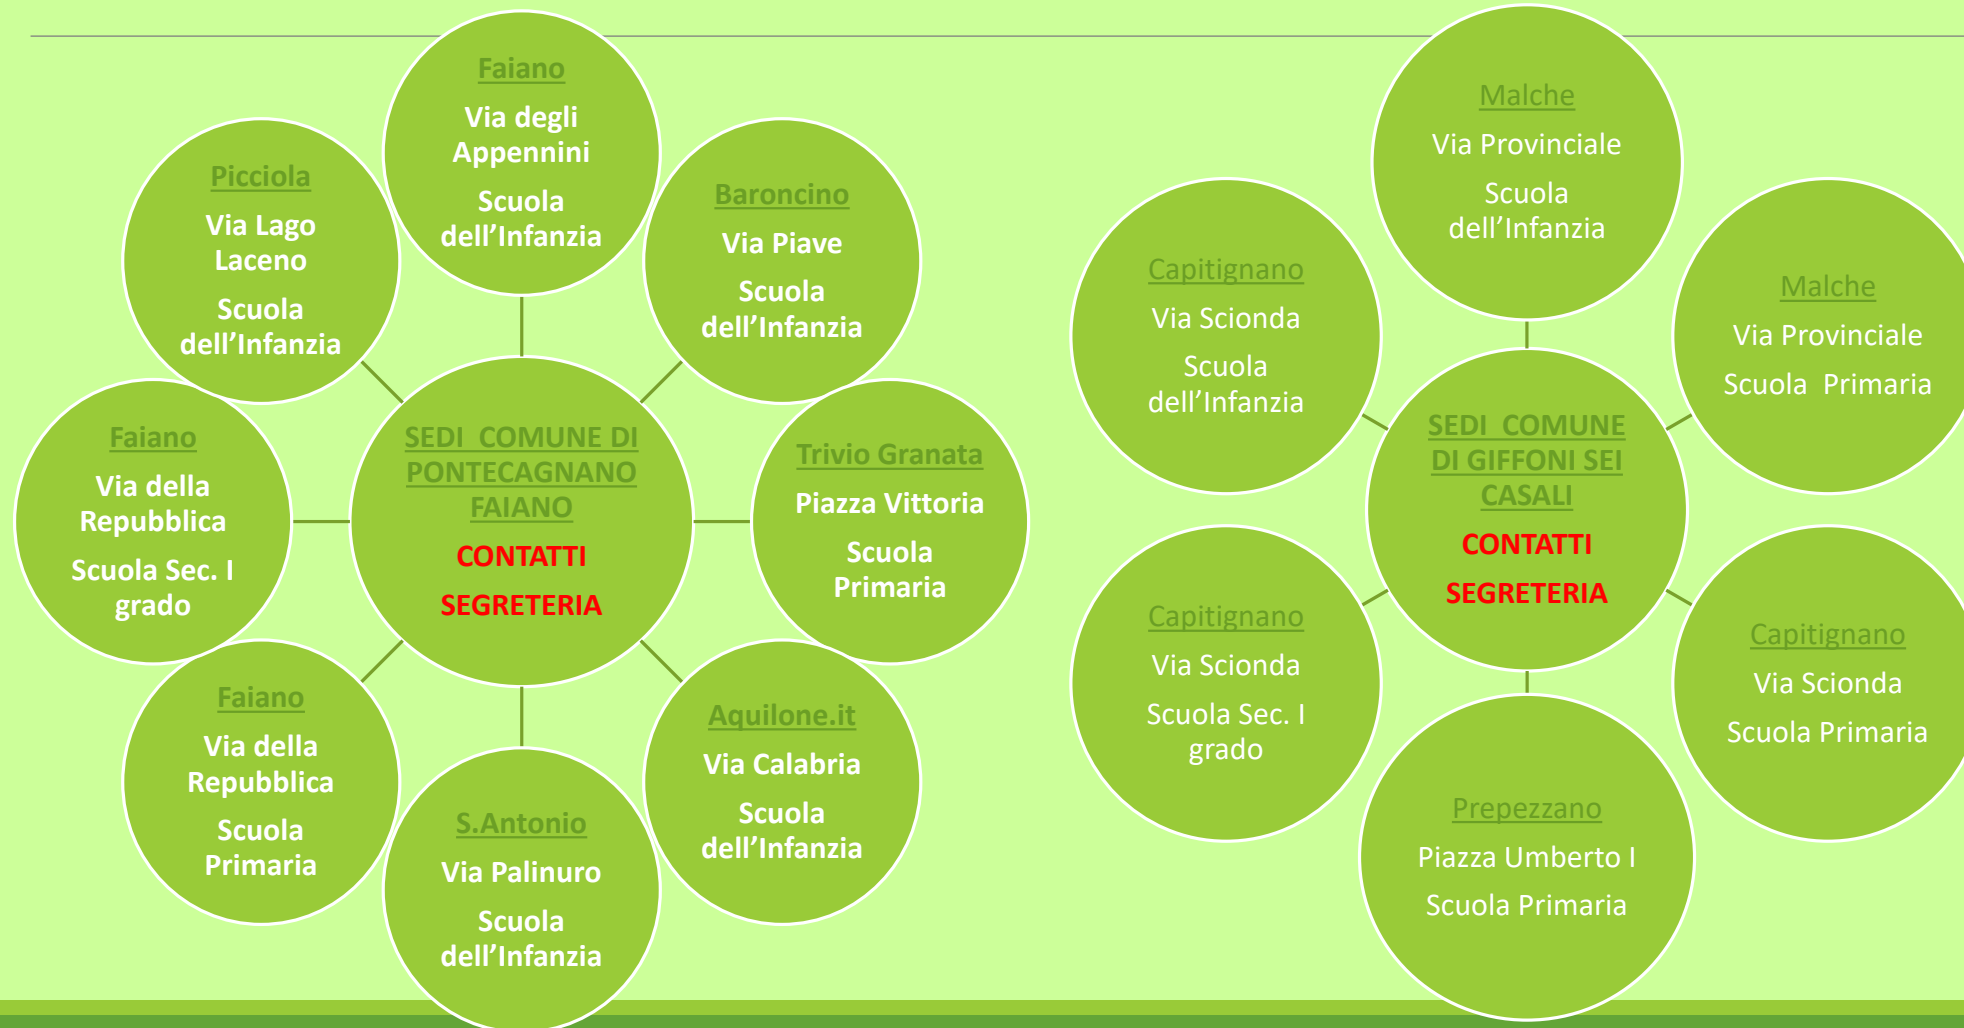 Faiano
Via degli
Appennini
Scuola
dell’Infanzia
Baroncino
Via Piave
Scuola
dell’Infanzia
Trivio Granata
Piazza Vittoria
Scuola
Primaria
Aquilone.it
Via Calabria
Scuola
dell’Infanzia
S.Antonio
Via Palinuro
Scuola
dell’Infanzia
Faiano
Via della
Repubblica
Scuola
Primaria
Faiano
Via della
Repubblica
Scuola Sec. I
grado
Picciola
Via Lago
Laceno
Scuola
dell’Infanzia
SEDI COMUNE DI
PONTECAGNANO
FAIANO
CONTATTI
SEGRETERIA
Malche
Via Provinciale
Scuola
dell’Infanzia
Malche
Via Provinciale
Scuola Primaria
Capitignano
Via Scionda
Scuola Primaria
Prepezzano
Piazza Umberto I
Scuola Primaria
Capitignano
Via Scionda
Scuola Sec. I
grado
Capitignano
Via Scionda
Scuola
dell’Infanzia
SEDI COMUNE
DI GIFFONI SEI
CASALI
CONTATTI
SEGRETERIA